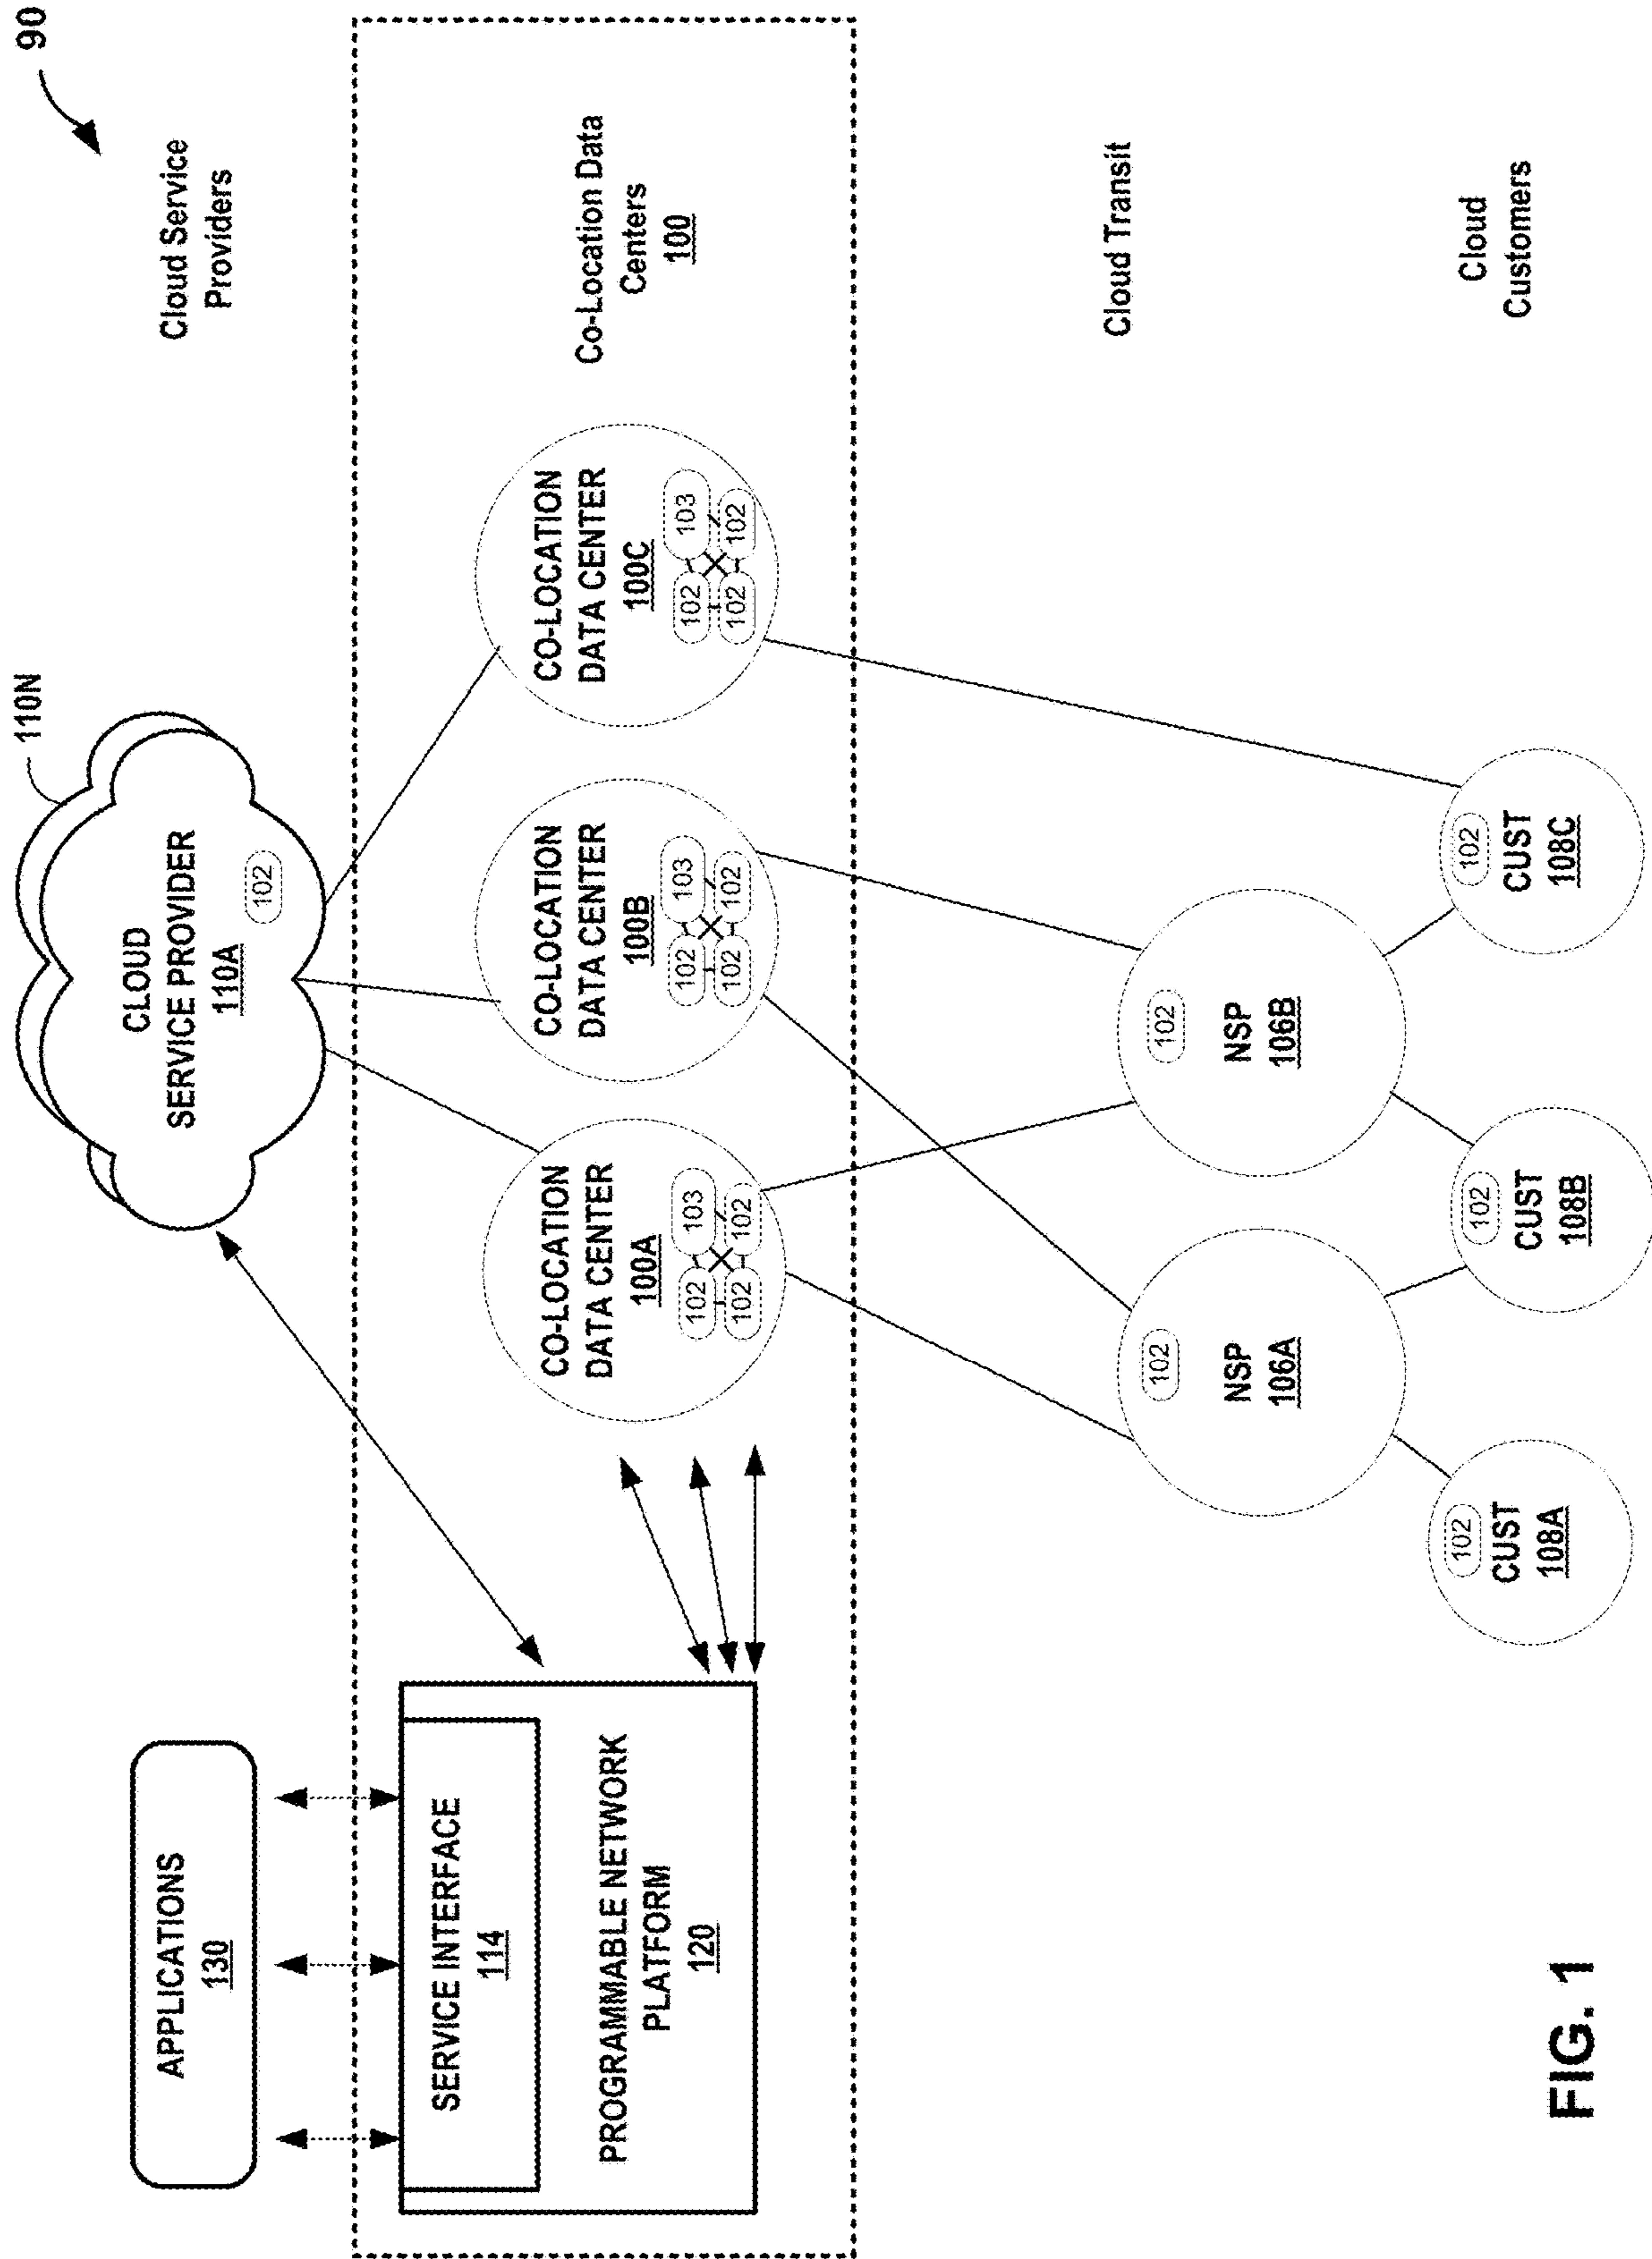 90
110N
Cloud Service
Providers
CLOUD
SERVICE PROVIDER
110A
102
APPLICATIONS
130
SERVICE INTERFACE
114
PROGRAMMABLE NETWORK
PLATFORM
120
CO-LOCATION
DATA CENTER
100A
102
103
102
102
CO-LOCATION
DATA CENTER
100B
102
103
102
102
CO-LOCATION
DATA CENTER
100C
102
103
102
102
Co-Location Data
Centers
100
102
NSP
106A
102
NSP
106B
Cloud Transit
102
CUST
108A
102
CUST
108B
102
CUST
108C
Cloud
Customers
FIG. 1